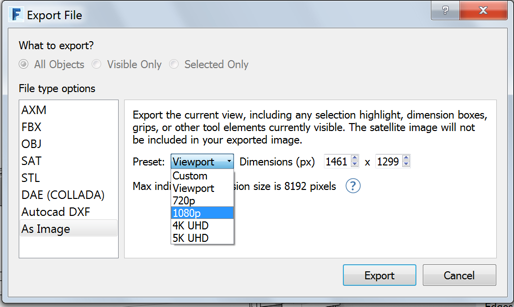 Export File
What to export?
All Objects Visible Only Selected Only
File type options
AXM
FBX
OBJ
SAT
STL
DAE (COLLADA)
Autocad DXF
As Image
Export the current view, including any selection highlight, dimension boxes,
grips, or other tool elements currently visible. The satellite image will not
be included in your exported image.
Preset: Viewport Dimensions (px) 1461 x 1299
Custom
Viewport
720p
1080p
4K UHD
5K UHD
Max indi sion size is 8192 pixels ?
Export Cancel